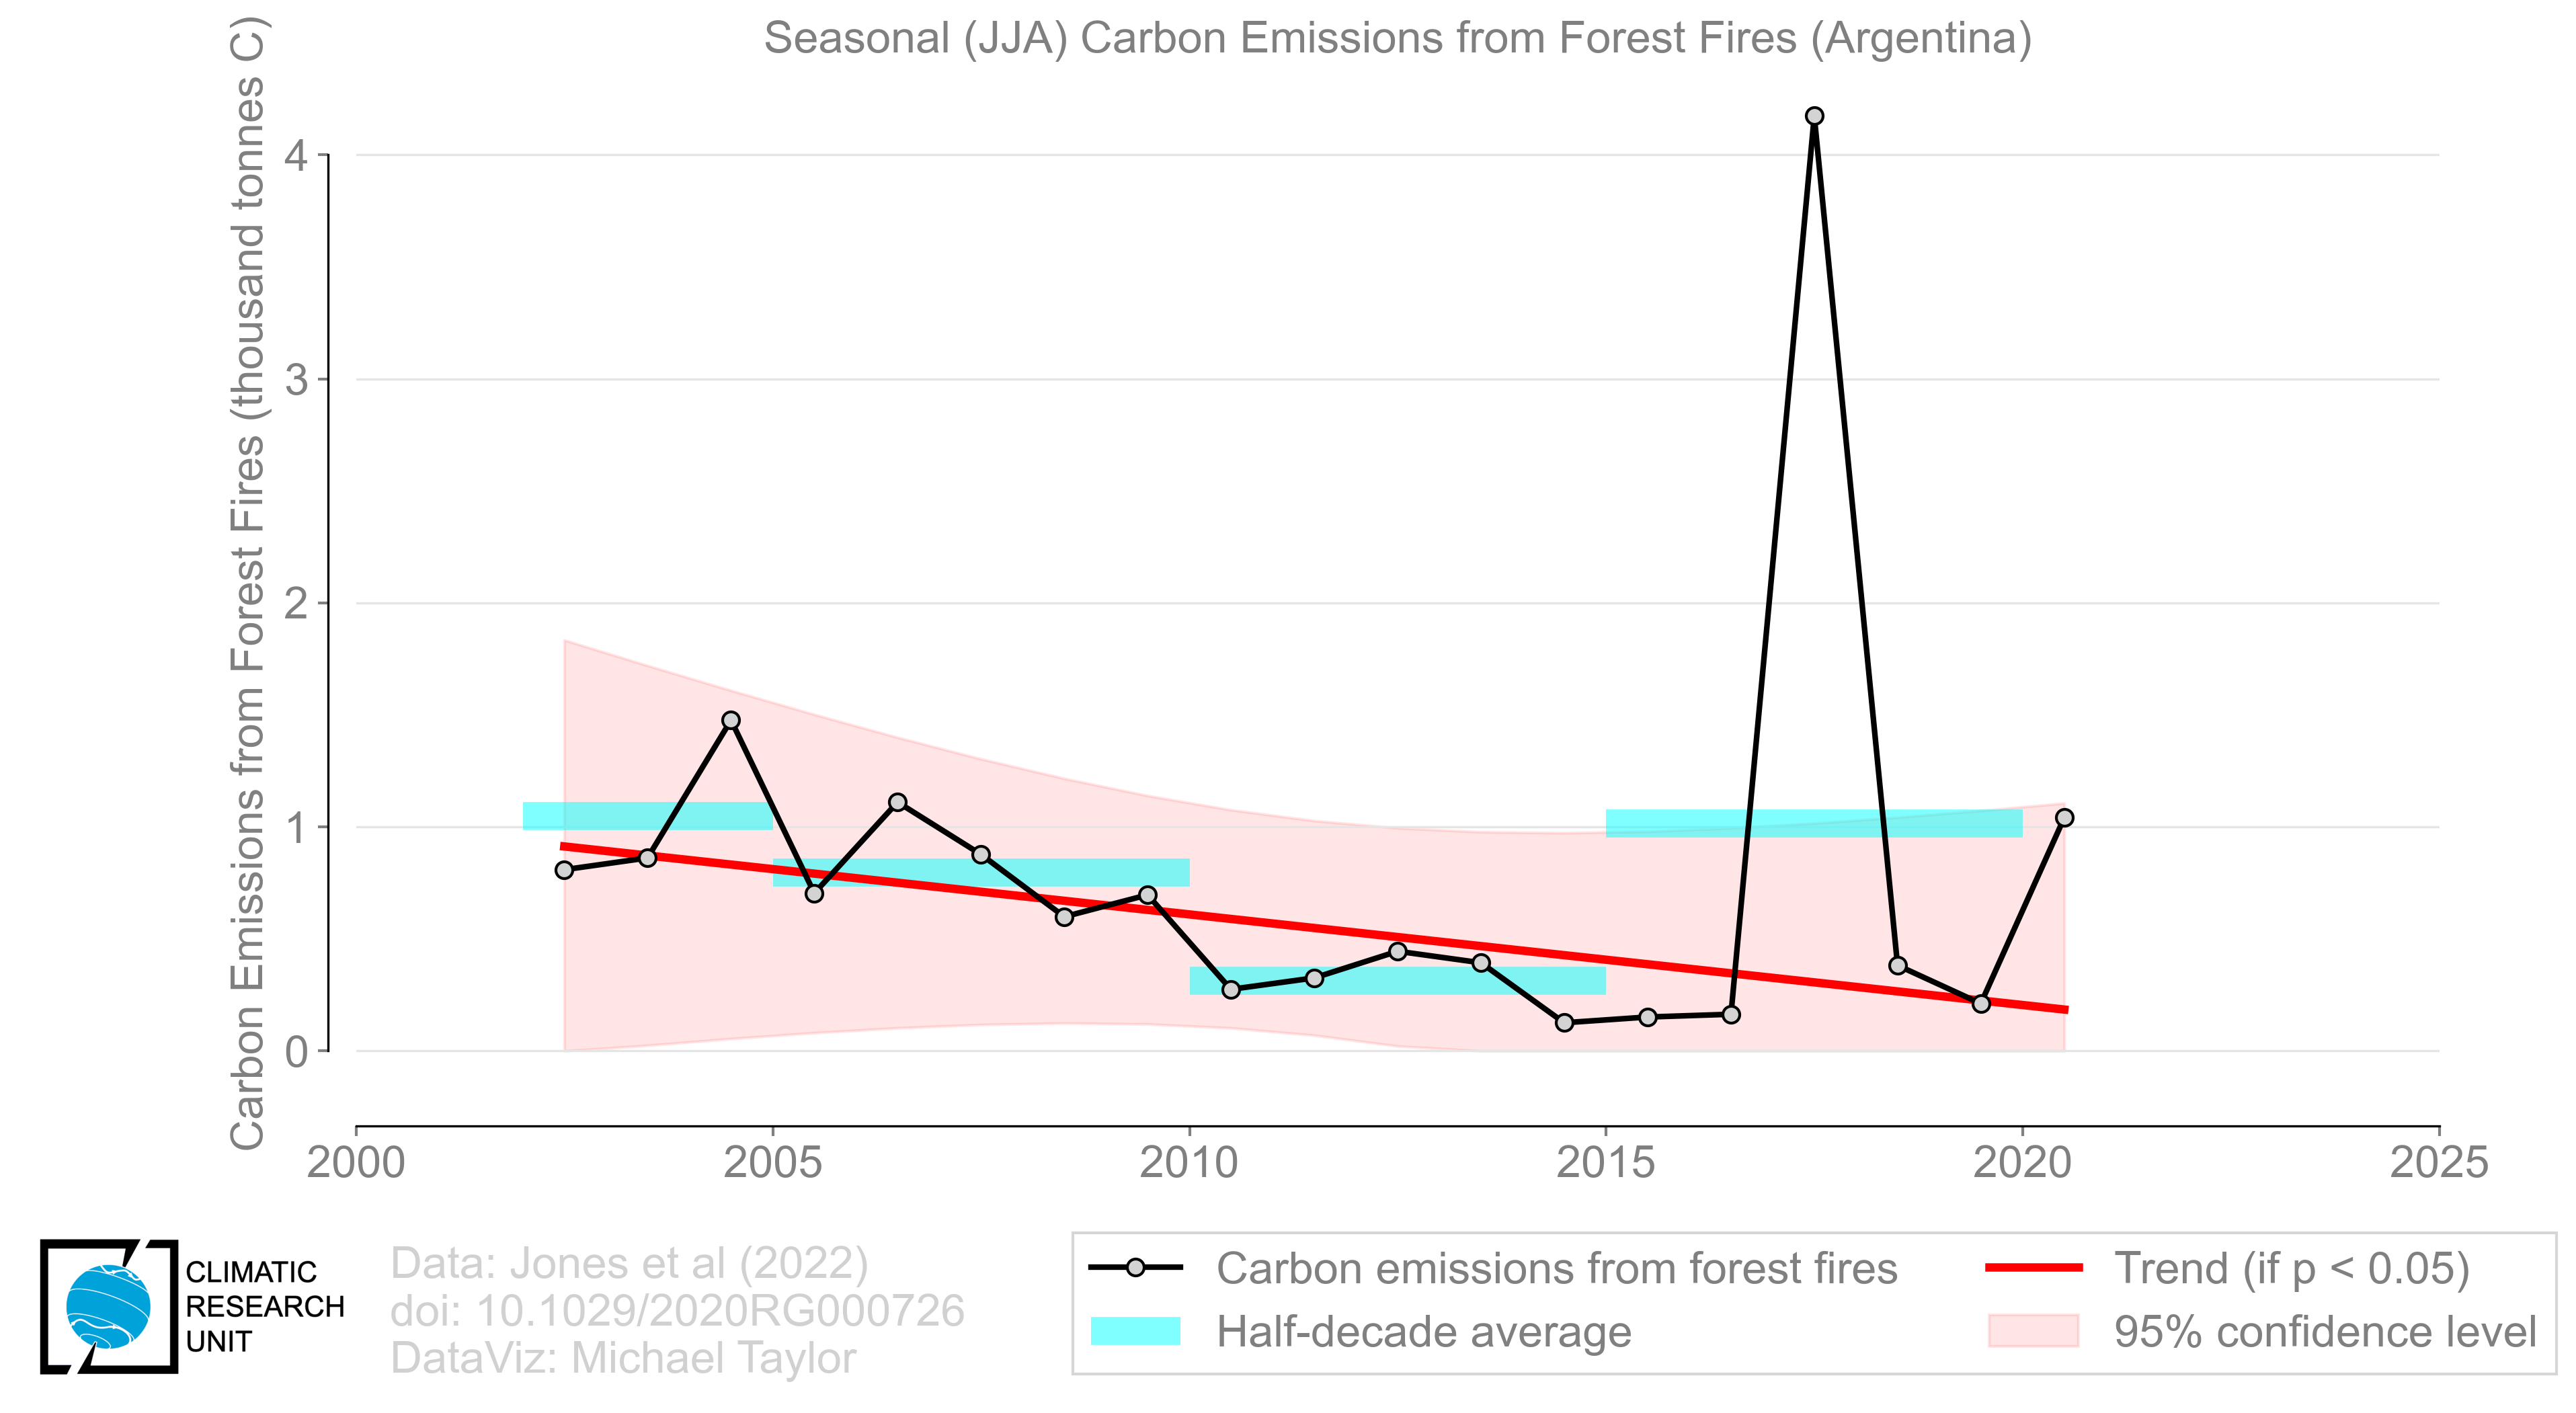 Seasonal (JJA) Carbon Emissions from Forest Fires (Argentina)
Carbon Emissions from Forest Fires (thousand tonnes C)
4
3
2
1
0
2000 2005 2010 2015 2020 2025
CLIMATIC
RESEARCH
UNIT
Data: Jones et al (2022)
doi: 10.1029/2020RG000726
DataViz: Michael Taylor
Carbon emissions from forest fires
Half-decade average
Trend (if p < 0.05)
95% confidence level